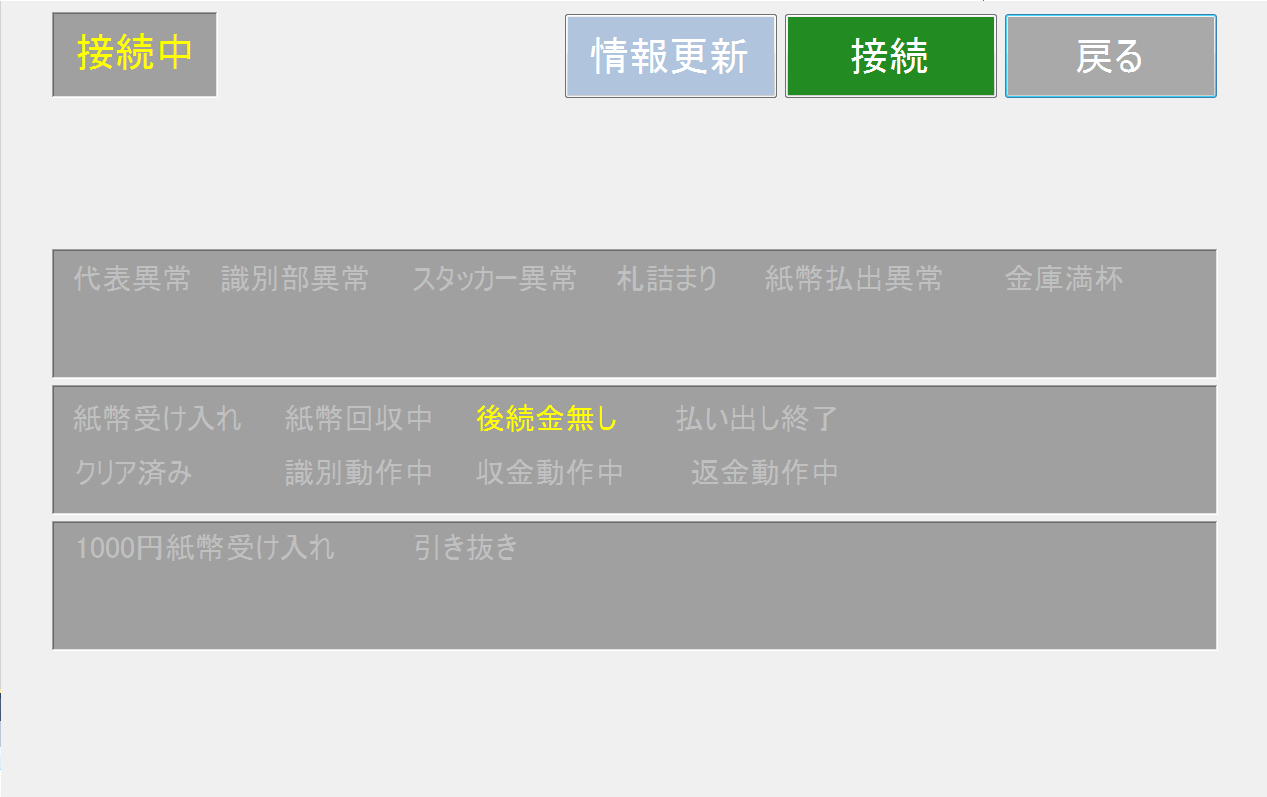 接続中 情報更新 接続 戻る
代表異常 識別部異常 スタッカー異常 札詰まり 紙幣払出異常 金庫満杯
紙幣受け入れ 紙幣回収中 後続金無し 払い出し終了
クリア済み 識別動作中 収金動作中 返金動作中
1000円紙幣受け入れ 引き抜き